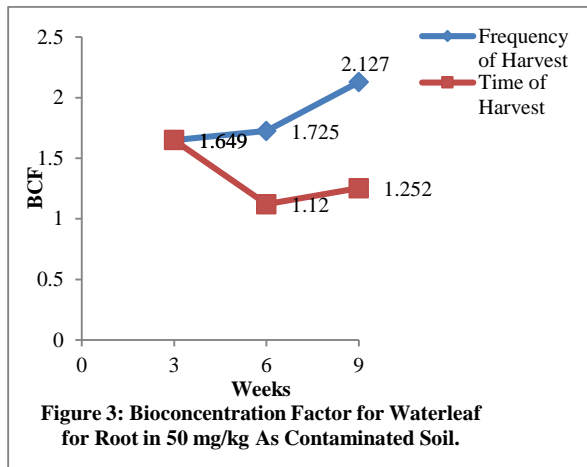 2.5
2
1.5
1
0.5
0
BCF
0
3
6
9
Weeks
1.649
1.725
2.127
1.12
1.252
Frequency
of Harvest
Time of
Harvest
Figure 3: Bioconcentration Factor for Waterleaf
for Root in 50 mg/kg As Contaminated Soil.